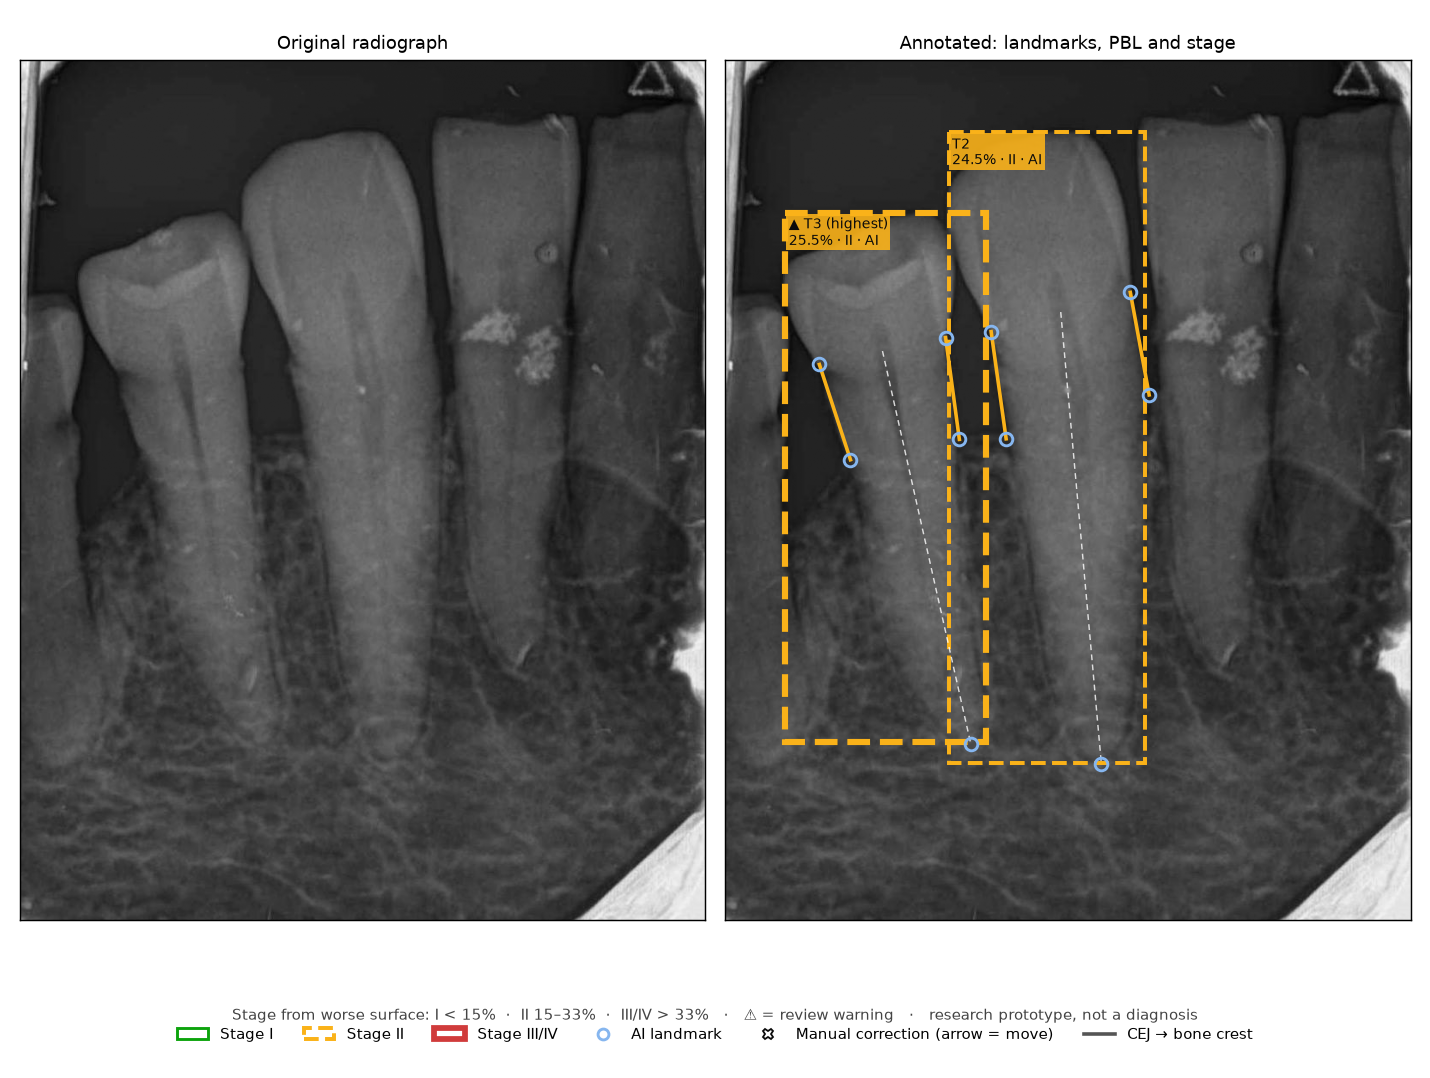 Original radiograph
Annotated: landmarks, PBL and stage
T2
24.5% · II · AI
▲ T3 (highest)
25.5% · II · AI
Stage from worse surface: I < 15% · II 15–33% · III/IV > 33% · ⚠ = review warning · research prototype, not a diagnosis
Stage I
Stage II
Stage III/IV
AI landmark
Manual correction (arrow = move)
CEJ → bone crest